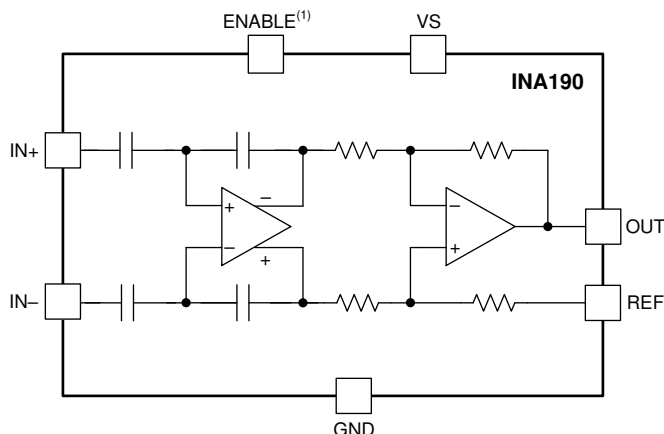 ENABLE(1)
VS
INA190
IN+
–
+
–
–
+
+
OUT
IN–
REF
GND